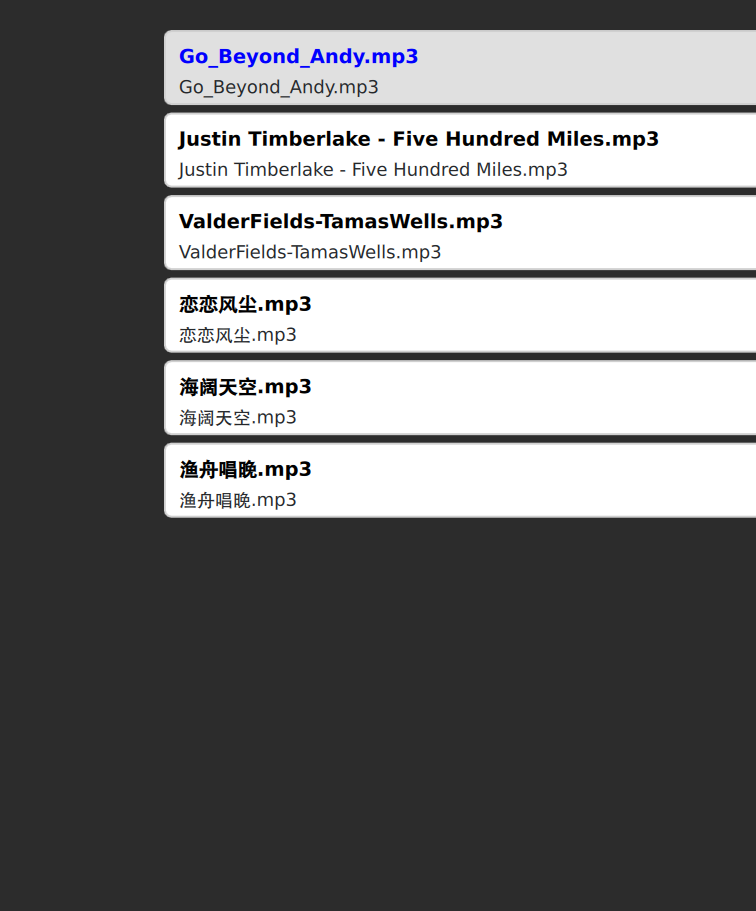 Go_Beyond_Andy.mp3
Go_Beyond_Andy.mp3
Justin Timberlake - Five Hundred Miles.mp3
Justin Timberlake - Five Hundred Miles.mp3
ValderFields-TamasWells.mp3
ValderFields-TamasWells.mp3
恋恋风尘.mp3
恋恋风尘.mp3
海阔天空.mp3
海阔天空.mp3
渔舟唱晚.mp3
渔舟唱晚.mp3